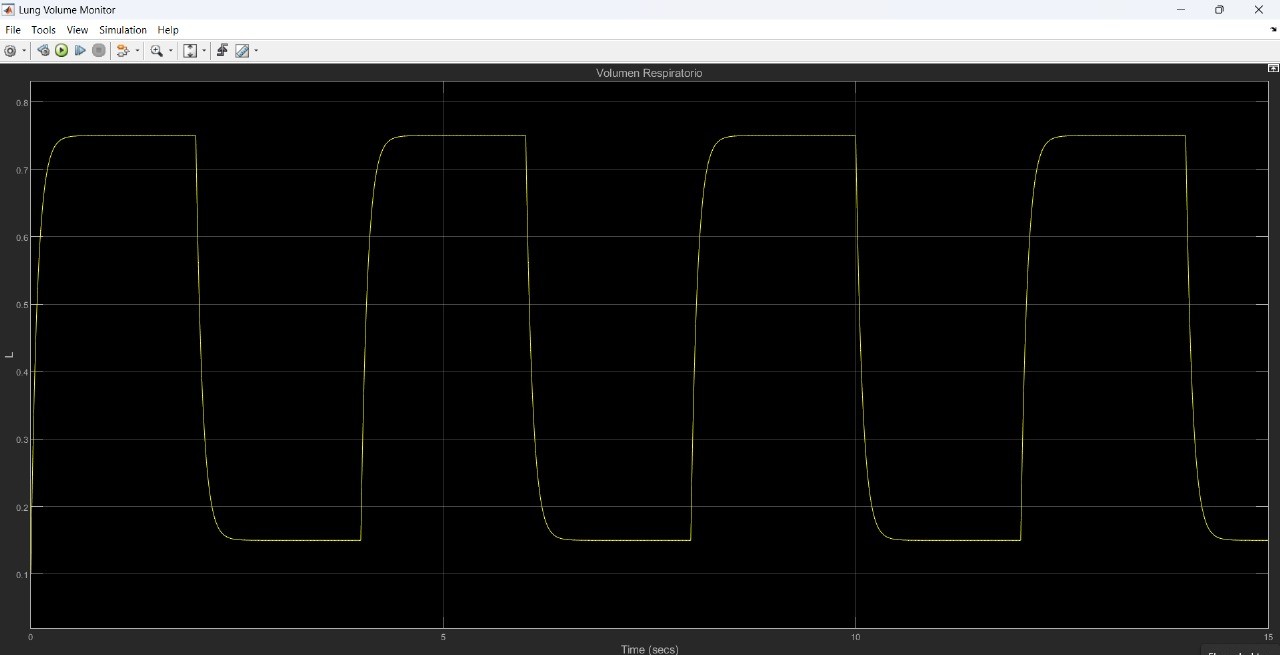 Lung Volume Monitor
File Tools View Simulation Help
Volumen Respiratorio
0.8
0.7
0.6
0.5
0.4
0.3
0.2
0.1
L
0 5 10 15
Time (secs)